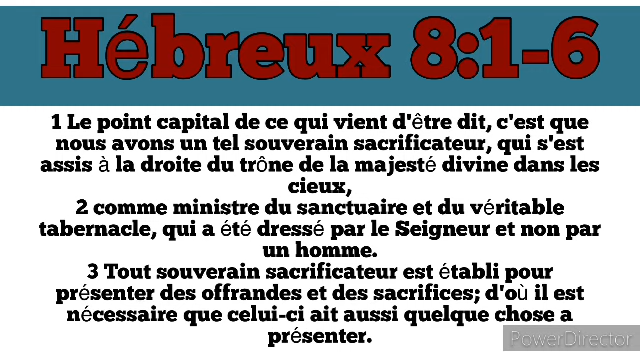 Hébreux 8:1-6
1 Le point capital de ce qui vient d'être dit, c'est que
nous avons un tel souverain sacrificateur, qui s'est
assis à la droite du trône de la majesté divine dans les
cieux,
2 comme ministre du sanctuaire et du véritable
tabernacle, qui a été dressé par le Seigneur et non par
un homme.
3 Tout souverain sacrificateur est établi pour
présenter des offrandes et des sacrifices; d'où il est
nécessaire que celui-ci ait aussi quelque chose a
présenter.
PowerDirector